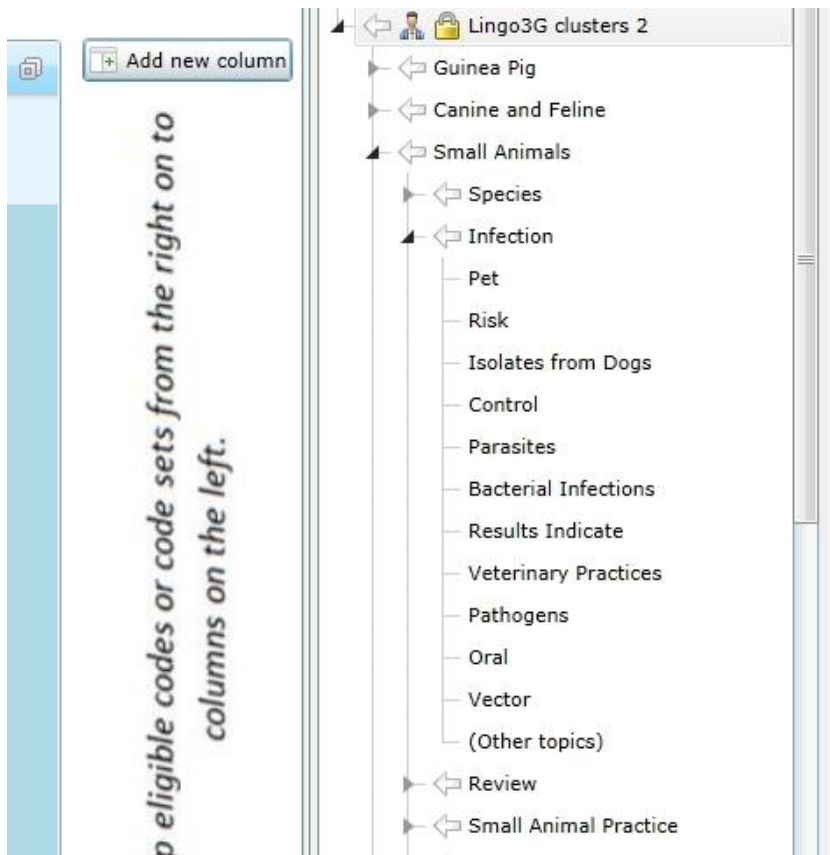 Add new column
eligible codes or code sets from the right on to
columns on the left.
Lingo3G clusters 2
Guinea Pig
Canine and Feline
Small Animals
Species
Infection
Pet
Risk
Isolates from Dogs
Control
Parasites
Bacterial Infections
Results Indicate
Veterinary Practices
Pathogens
Oral
Vector
(Other topics)
Review
Small Animal Practice